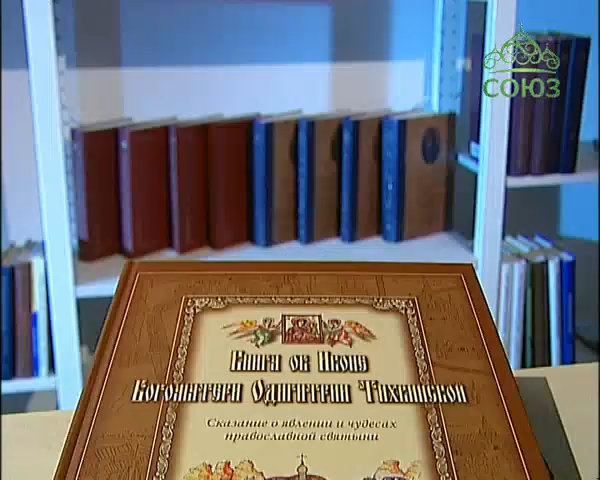 СОЮЗ
Книга об Иконе
Богоматери Одигитрии Тихвинской
Сказание о явлении и чудесах
православной святыни